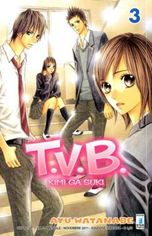 3
T.V.B.
KIMI GA SUKI
AYU WATANABE